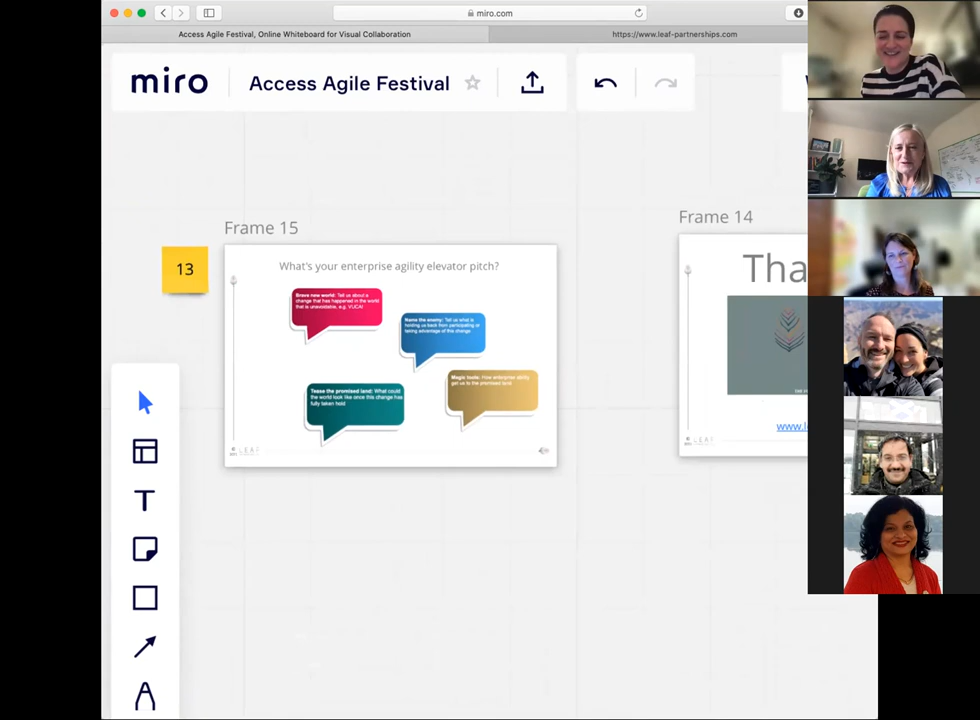 miro.com
Access Agile Festival, Online Whiteboard for Visual Collaboration
https://www.leaf-partnerships.com
miro
Access Agile Festival
Frame 15
Frame 14
13
What's your enterprise agility elevator pitch?
Tha
Brave new world: Tell us about a
change that has happened in the world
that is unavoidable, e.g. VUCA!
Name the enemy: Tell us what is
holding us back from participating or
taking advantage of this change
Magic tools: How enterprise agility
get us to the promised land
Tease the promised land: What could
the world look like once this change has
fully taken hold
www.l
LEAF
LEAF
T